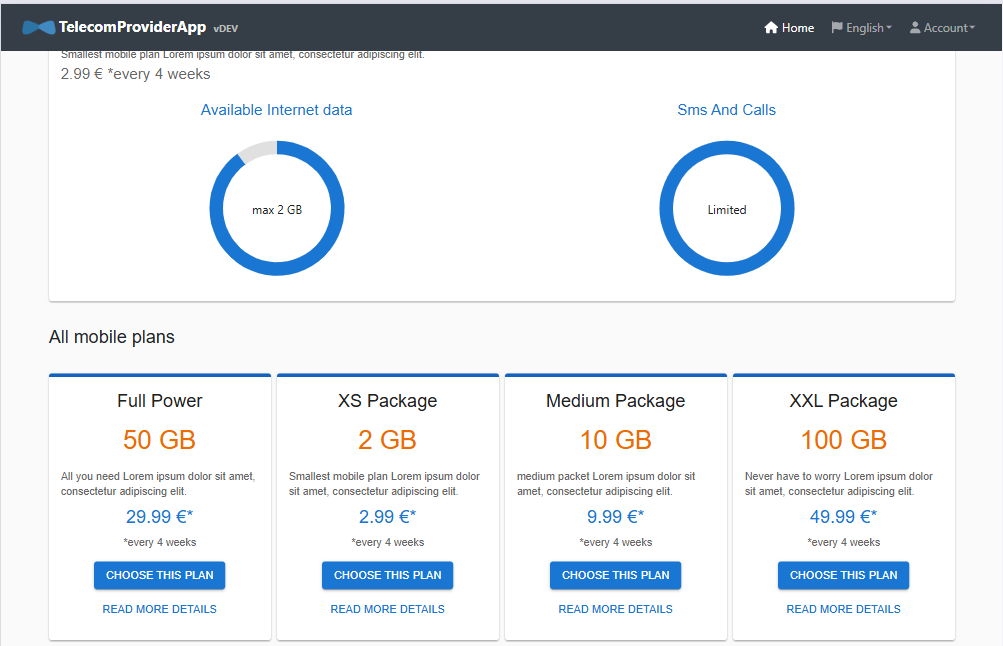 TelecomProviderApp vDEV Home English Account
Smallest mobile plan Lorem ipsum dolor sit amet, consectetur adipiscing elit.
2.99 € *every 4 weeks
Available Internet data
max 2 GB
Sms And Calls
Limited
All mobile plans
Full Power
50 GB
All you need Lorem ipsum dolor sit amet,
consectetur adipiscing elit.
29.99 €*
*every 4 weeks
CHOOSE THIS PLAN
READ MORE DETAILS
XS Package
2 GB
Smallest mobile plan Lorem ipsum dolor
sit amet, consectetur adipiscing elit.
2.99 €*
*every 4 weeks
CHOOSE THIS PLAN
READ MORE DETAILS
Medium Package
10 GB
medium packet Lorem ipsum dolor sit
amet, consectetur adipiscing elit.
9.99 €*
*every 4 weeks
CHOOSE THIS PLAN
READ MORE DETAILS
XXL Package
100 GB
Never have to worry Lorem ipsum dolor
sit amet, consectetur adipiscing elit.
49.99 €*
*every 4 weeks
CHOOSE THIS PLAN
READ MORE DETAILS